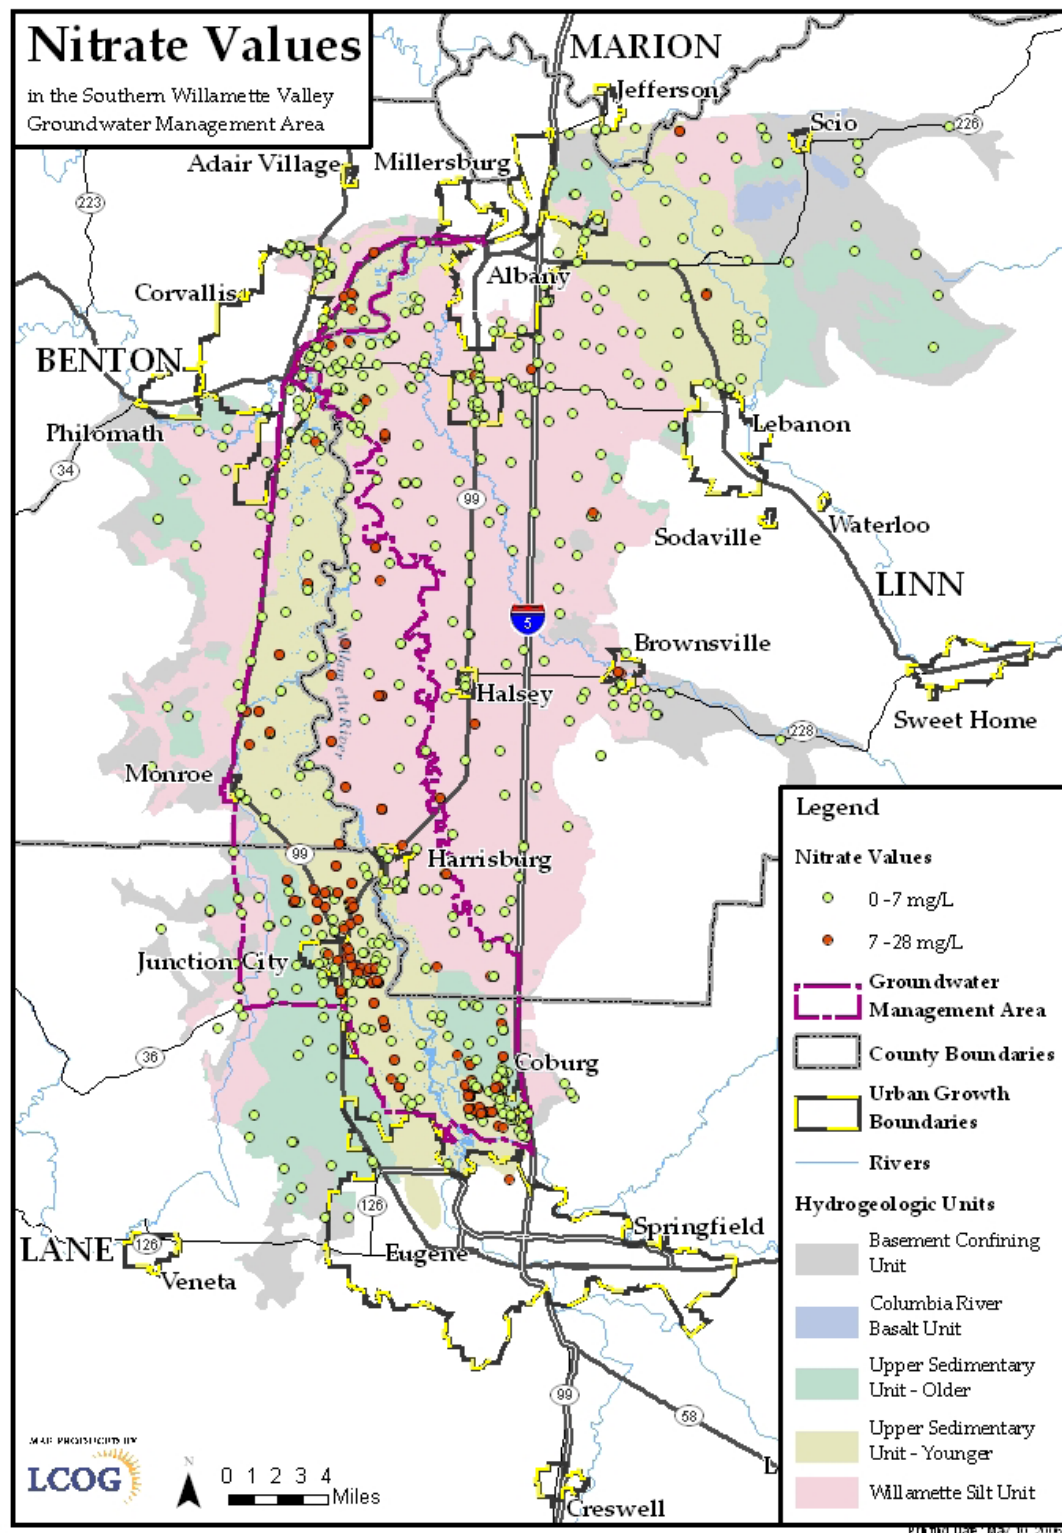 Nitrate Values
in the Southern Willamette Valley
Groundwater Management Area
MARION
Jefferson
Scio
226
Adair Village
Millersburg
223
Albany
Corvallis
BENTON
Philomath
Lebanon
34
99
Sodaville
Waterloo
LINN
5
Brownsville
Willamette River
Halsey
Sweet Home
228
Monroe
99
Harrisburg
Junction City
36
Coburg
126
Springfield
LANE
126
Eugene
Veneta
99
58
L
Creswell
Legend
Nitrate Values
0-7 mg/L
7-28 mg/L
Groundwater
Management Area
County Boundaries
Urban Growth
Boundaries
Rivers
Hydrogeologic Units
Basement Confining
Unit
Columbia River
Basalt Unit
Upper Sedimentary
Unit - Older
Upper Sedimentary
Unit - Younger
Willamette Silt Unit
MAP PRODUCED BY
LCOG
N
0 1 2 3 4
Miles